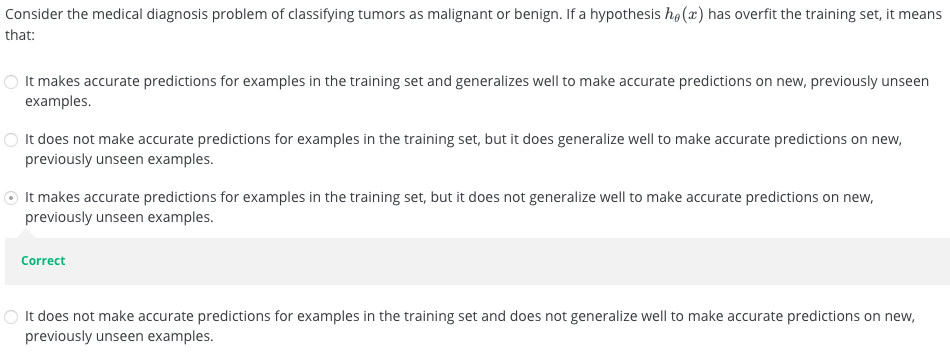 Consider the medical diagnosis problem of classifying tumors as malignant or benign. If a hypothesis hθ(x) has overfit the training set, it means
that:
It makes accurate predictions for examples in the training set and generalizes well to make accurate predictions on new, previously unseen
examples.
It does not make accurate predictions for examples in the training set, but it does generalize well to make accurate predictions on new,
previously unseen examples.
It makes accurate predictions for examples in the training set, but it does not generalize well to make accurate predictions on new,
previously unseen examples.
Correct
It does not make accurate predictions for examples in the training set and does not generalize well to make accurate predictions on new,
previously unseen examples.